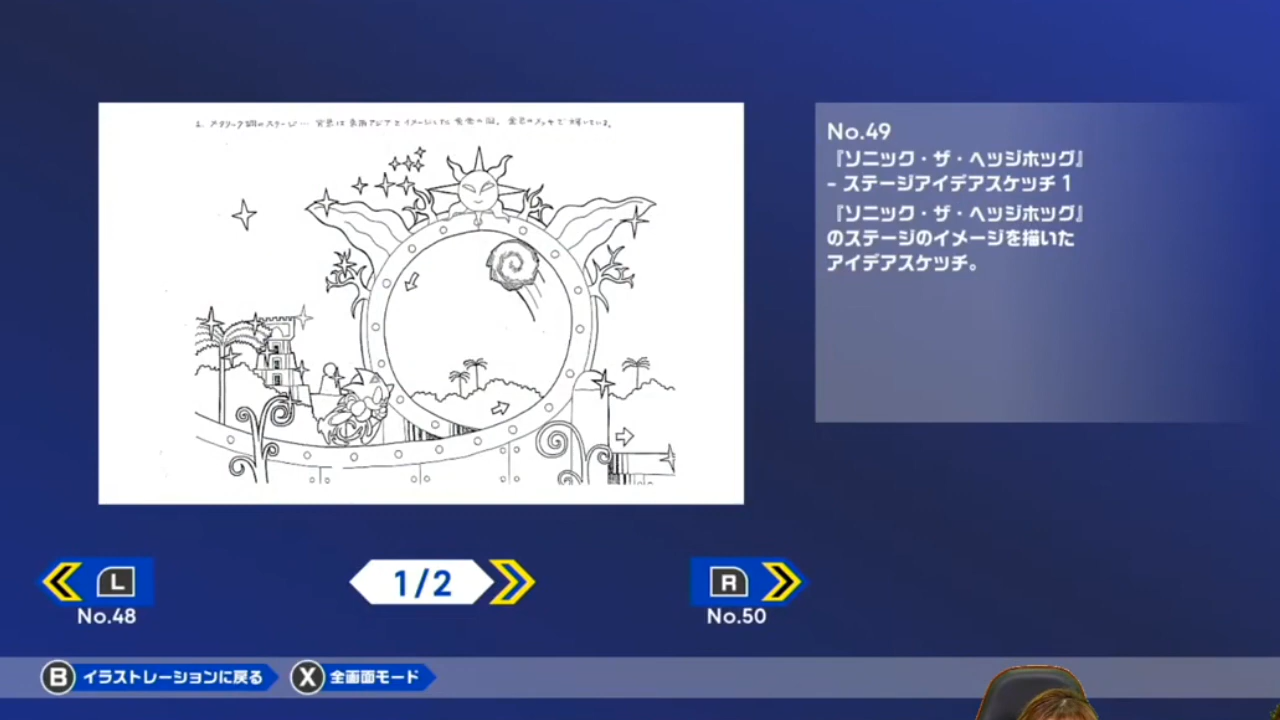 No.49
『ソニック・ザ・ヘッジホッグ』
- ステージアイデアスケッチ 1
『ソニック・ザ・ヘッジホッグ』
のステージのイメージを描いた
アイデアスケッチ。
L
1/2
R
No.48
No.50
B イラストレーションに戻る
X 全画面モード